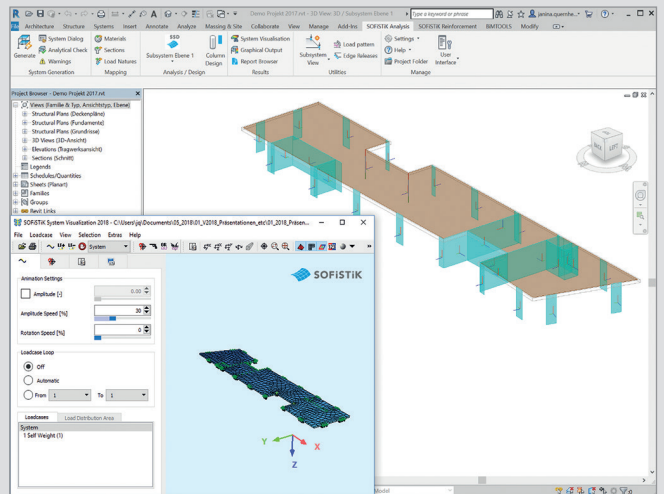 Demo Projekt 2017.rvt - 3D View: 3D / Subsystem Ebene 1
Type a keyword or phrase
janina.quernhe...
Architecture Structure Systems Insert Annotate Analyze Massing & Site Collaborate View Manage Add-Ins SOFiSTiK Analysis SOFiSTiK Reinforcement BIMTOOLS Modify
System Dialog
Analytical Check
Warnings
Generate
Materials
Sections
Load Natures
SSD
Subsystem Ebene 1
Column Design
System Visualisation
Graphical Output
Report Browser
Subsystem View
Load pattern
Edge Releases
Settings
Help
Project Folder
User Interface
System Generation Mapping Analysis / Design Results Utilities Manage
Project Browser - Demo Projekt 2017.rvt
Views (Familie & Typ, Ansichtstyp, Ebene)
Structural Plans (Deckenpläne)
Structural Plans (Fundamente)
Structural Plans (Grundrisse)
3D Views (3D-Ansicht)
Elevations (Tragwerksansicht)
Sections (Schnitt)
Legends
Schedules/Quantities
Sheets (Planart)
Families
Groups
Revit Links
LEFT
SOFiSTiK System Visualization 2018 - C:\Users\jq\Documents\05_2018\01_V2018_Präsentationen_etc\01_2018_Präsen...
File Loadcase View Selection Extras Help
System
Animation Settings
Amplitude [-] 0.00
Amplitude Speed [%] 30
Rotation Speed [%] 0
Loadcase Loop
Off
Automatic
From 1 To 1
Loadcases Load Distribution Area
System
1 Self Weight (1)
SOFiSTiK
Y X
Z
Model